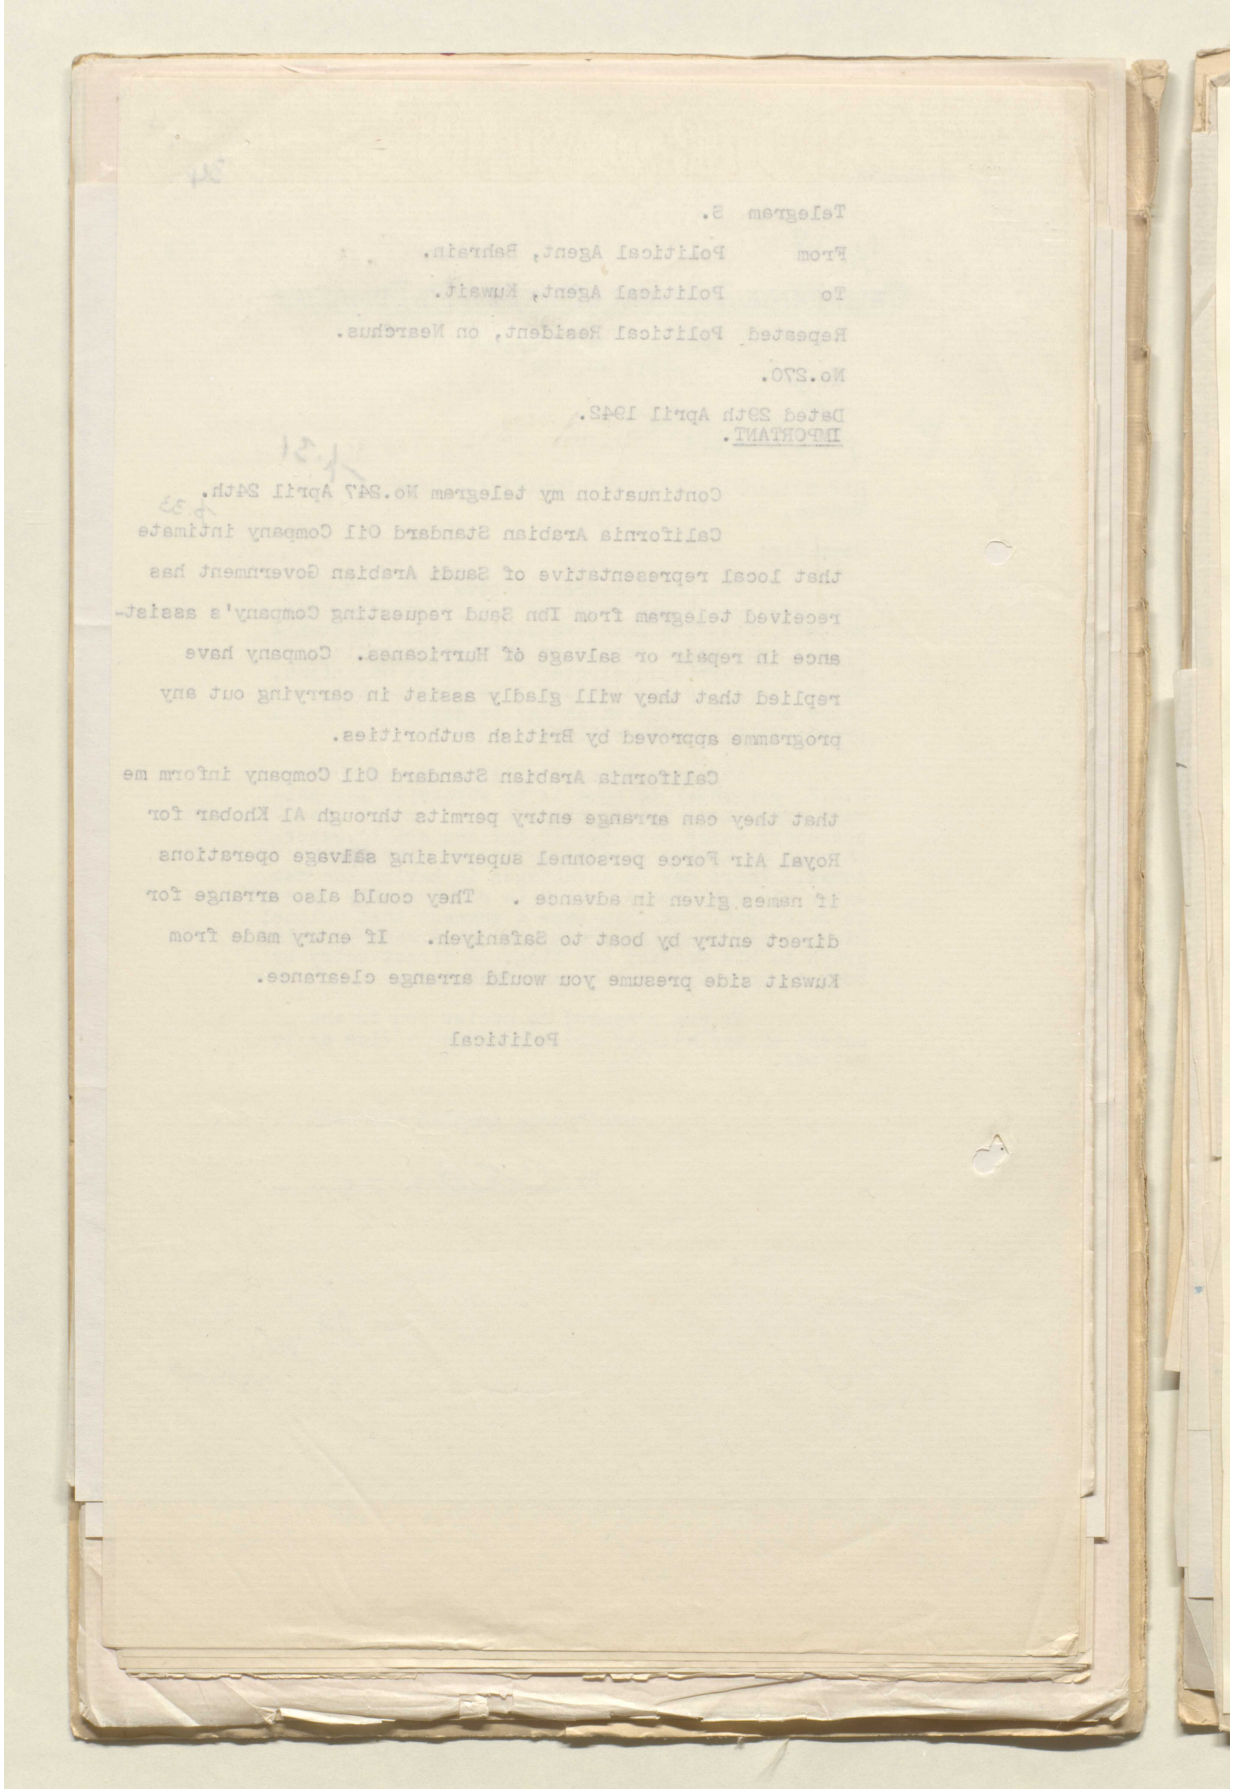 34
Telegram S.
From Political Agent, Bahrain.
To Political Agent, Kuwait.
Repeated Political Resident, on Nearchus.
No.270.
Dated 29th April 1942.
IMPORTANT.
p.31
Continuation my telegram No.247 April 24th.
p33
California Arabian Standard Oil Company intimate
that local representative of Saudi Arabian Government has
received telegram from Ibn Saud requesting Company's assist-
ance in repair or salvage of Hurricanes. Company have
replied that they will gladly assist in carrying out any
programme approved by British authorities.
California Arabian Standard Oil Company inform me
that they can arrange entry permits through Al Khobar for
Royal Air Force personnel supervising salvage operations
if names given in advance . They could also arrange for
direct entry by boat to Safaniyeh. If entry made from
Kuwait side presume you would arrange clearance.
Political